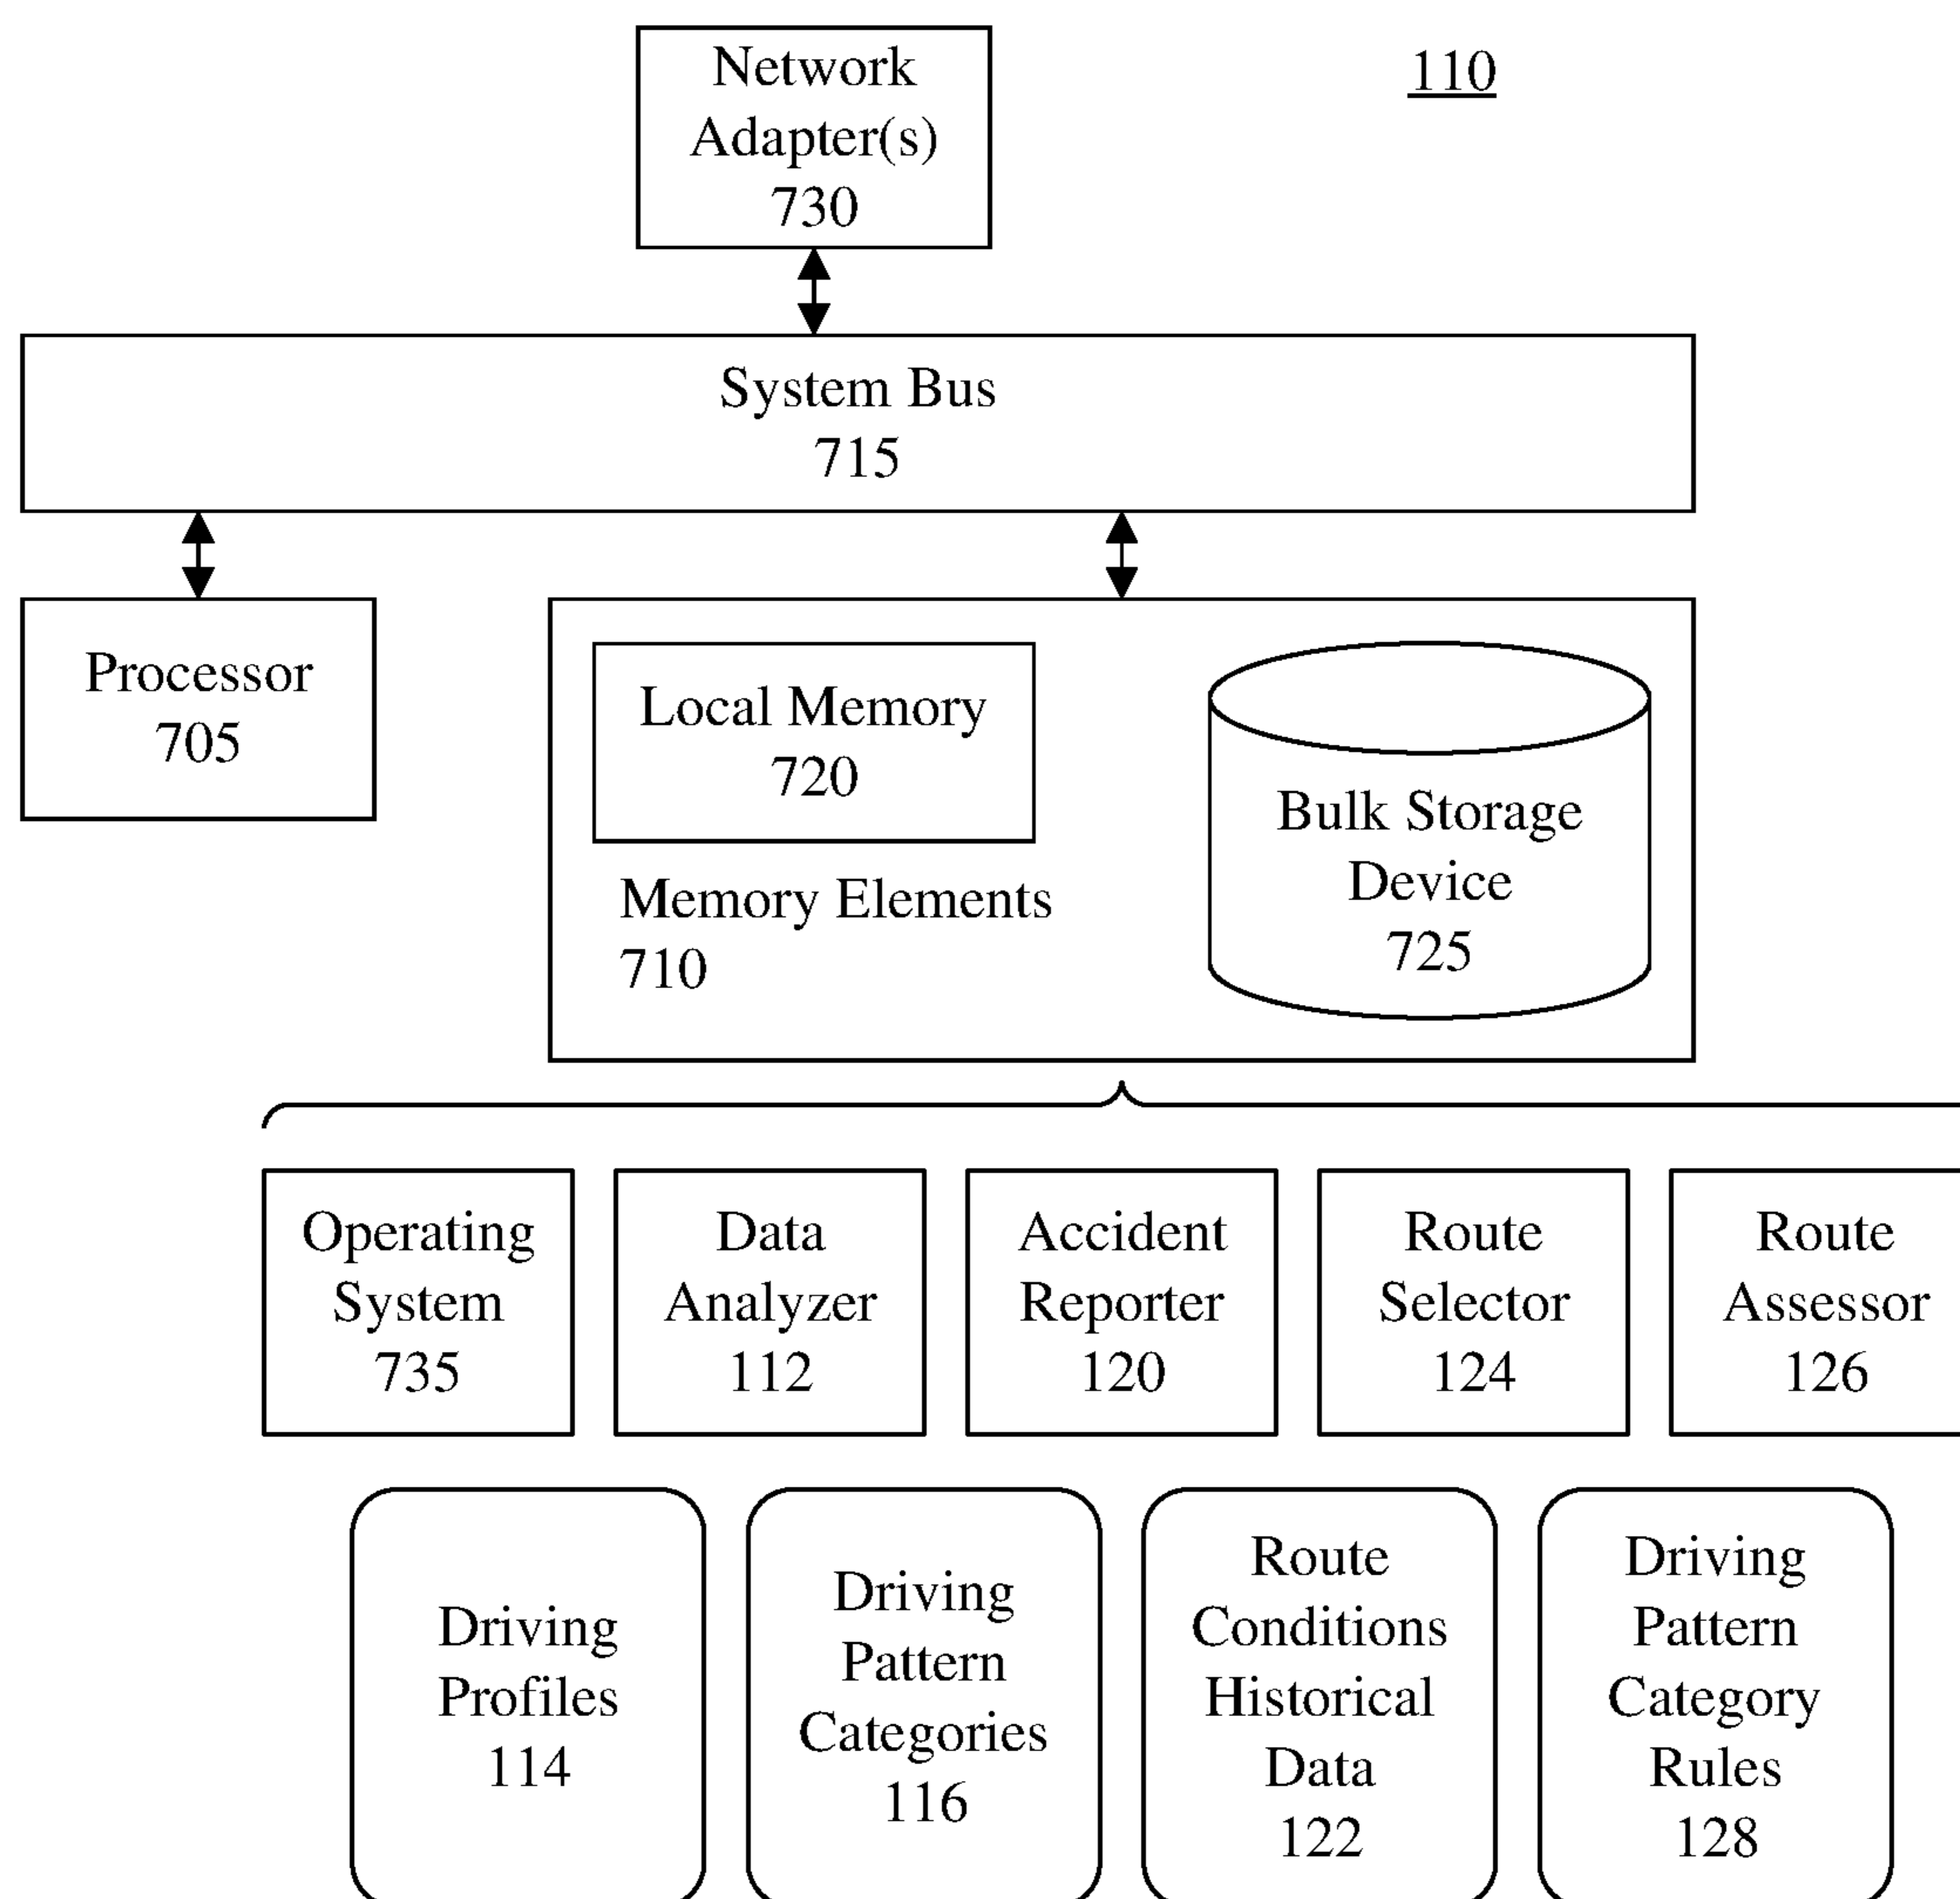 Network
Adapter(s)
730
110
System Bus
715
Processor
705
Local Memory
720
Memory Elements
710
Bulk Storage
Device
725
Operating
System
735
Data
Analyzer
112
Accident
Reporter
120
Route
Selector
124
Route
Assessor
126
Driving
Profiles
114
Driving
Pattern
Categories
116
Route
Conditions
Historical
Data
122
Driving
Pattern
Category
Rules
128